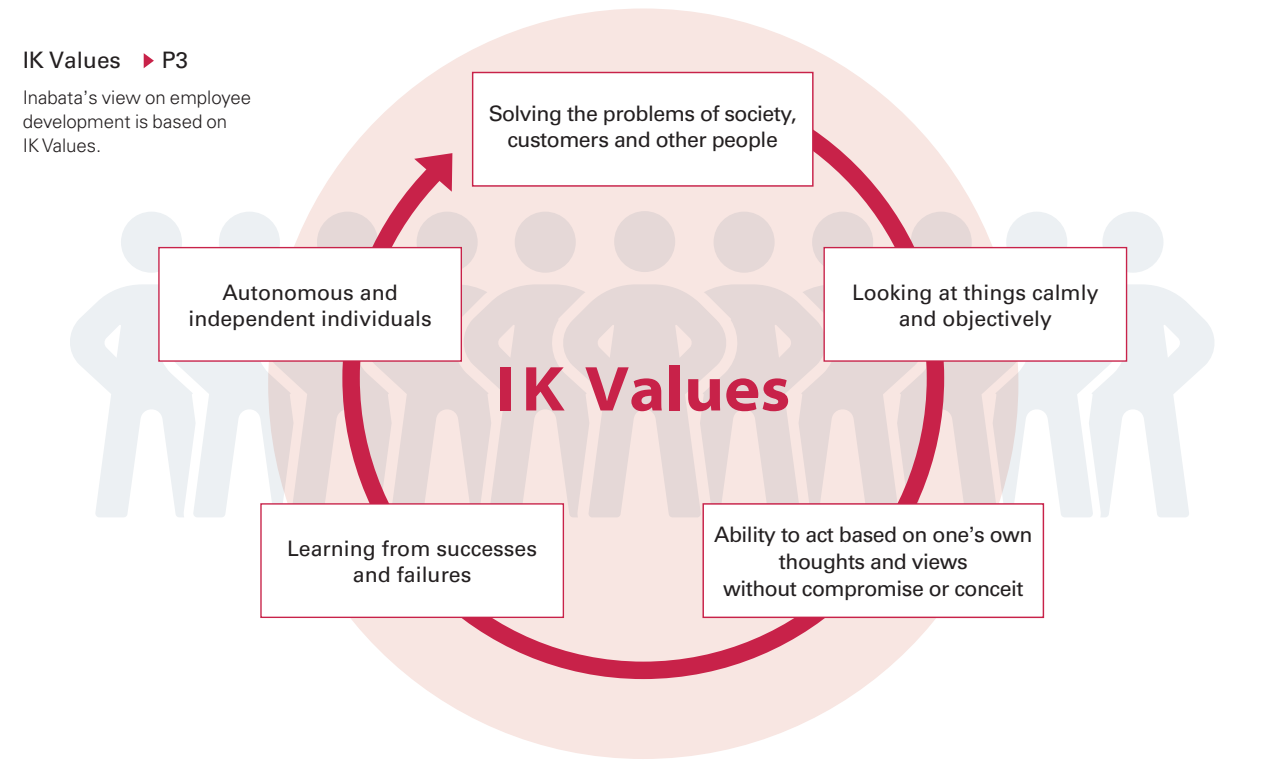 IK Values ▶ P3
Inabata's view on employee
development is based on
IK Values.
Solving the problems of society,
customers and other people
Looking at things calmly
and objectively
Ability to act based on one's own
thoughts and views
without compromise or conceit
Learning from successes
and failures
Autonomous and
independent individuals
IK Values